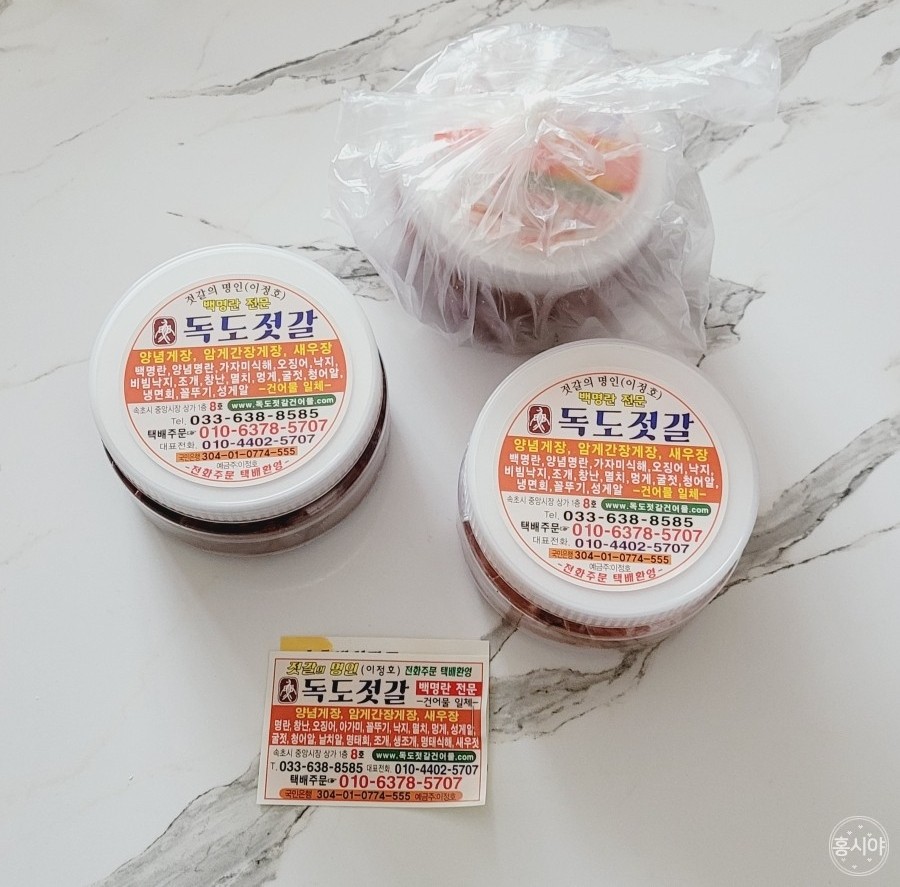 젓갈의 명인(이정호)
백명란 전문
독도젓갈
양념게장, 암게간장게장, 새우장
백명란,양념명란,가자미식해,오징어,낙지,
비빔낙지,조개,창난,멸치,멍게,굴젓,청어알,
냉면회,꼴뚜기,성게알 -건어물 일체-
속초시 중앙시장 상가 1층 8호 www.독도젓갈건어물.com
Tel. 033-638-8585
택배주문☞ 010-6378-5707
대표전화. 010-4402-5707
국민은행 304-01-0774-555
예금주:이정호
-전화주문 택배환영-
젓갈의 명인(이정호)
백명란 전문
독도젓갈
양념게장, 암게간장게장, 새우장
백명란,양념명란,가자미식해,오징어,낙지,
비빔낙지,조개,창난,멸치,멍게,굴젓,청어알,
냉면회,꼴뚜기,성게알 -건어물 일체-
속초시 중앙시장 상가 1층 8호 www.독도젓갈건어물.com
Tel. 033-638-8585
택배주문☞ 010-6378-5707
대표전화. 010-4402-5707
국민은행 304-01-0774-555
예금주:이정호
-전화주문 택배환영-
젓갈의 명인 (이정호) 전화주문 택배환영
독도젓갈 백명란 전문
-건어물 일체-
양념게장, 암게간장게장, 새우장
명란, 창난, 오징어, 아가미, 꼴뚜기, 낙지, 멸치, 멍게, 성게알,
굴젓, 청어알, 날치알, 명태회, 조개, 생조개, 명태식해, 새우젓
속초시 중앙시장 상가 1층 8호 www.독도젓갈건어물.com
T. 033-638-8585 대표전화. 010-4402-5707
택배주문☞ 010-6378-5707
국민은행 304-01-0774-555 예금주:이정호
홍시야